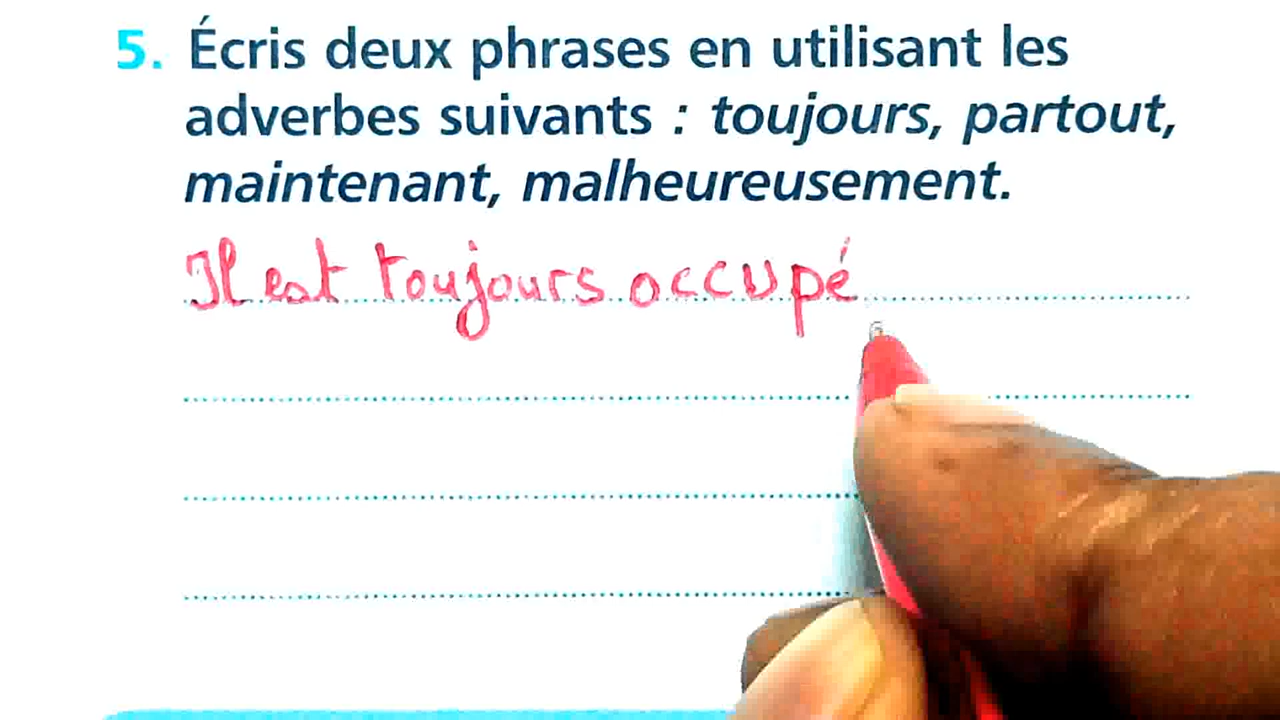 5. Écris deux phrases en utilisant les
adverbes suivants : toujours, partout,
maintenant, malheureusement.
Il est toujours occupé